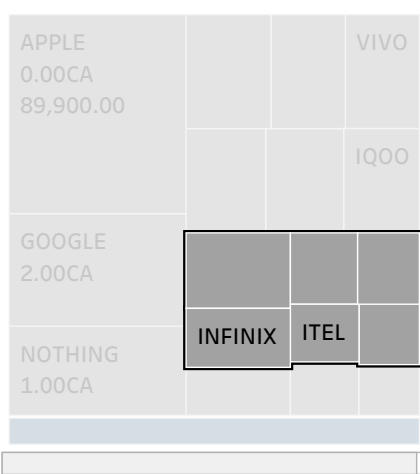 APPLE
0.00CA
89,900.00
VIVO
IQOO
GOOGLE
2.00CA
INFINIX
ITEL
NOTHING
1.00CA